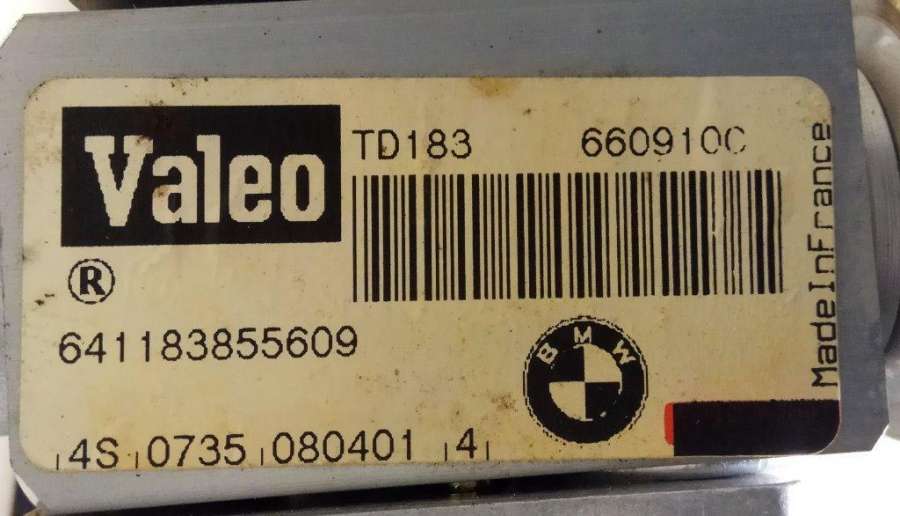 Valeo
®
TD183 660910C
641183855609
BMW
4S 0735 080401 4
MadeInFrance